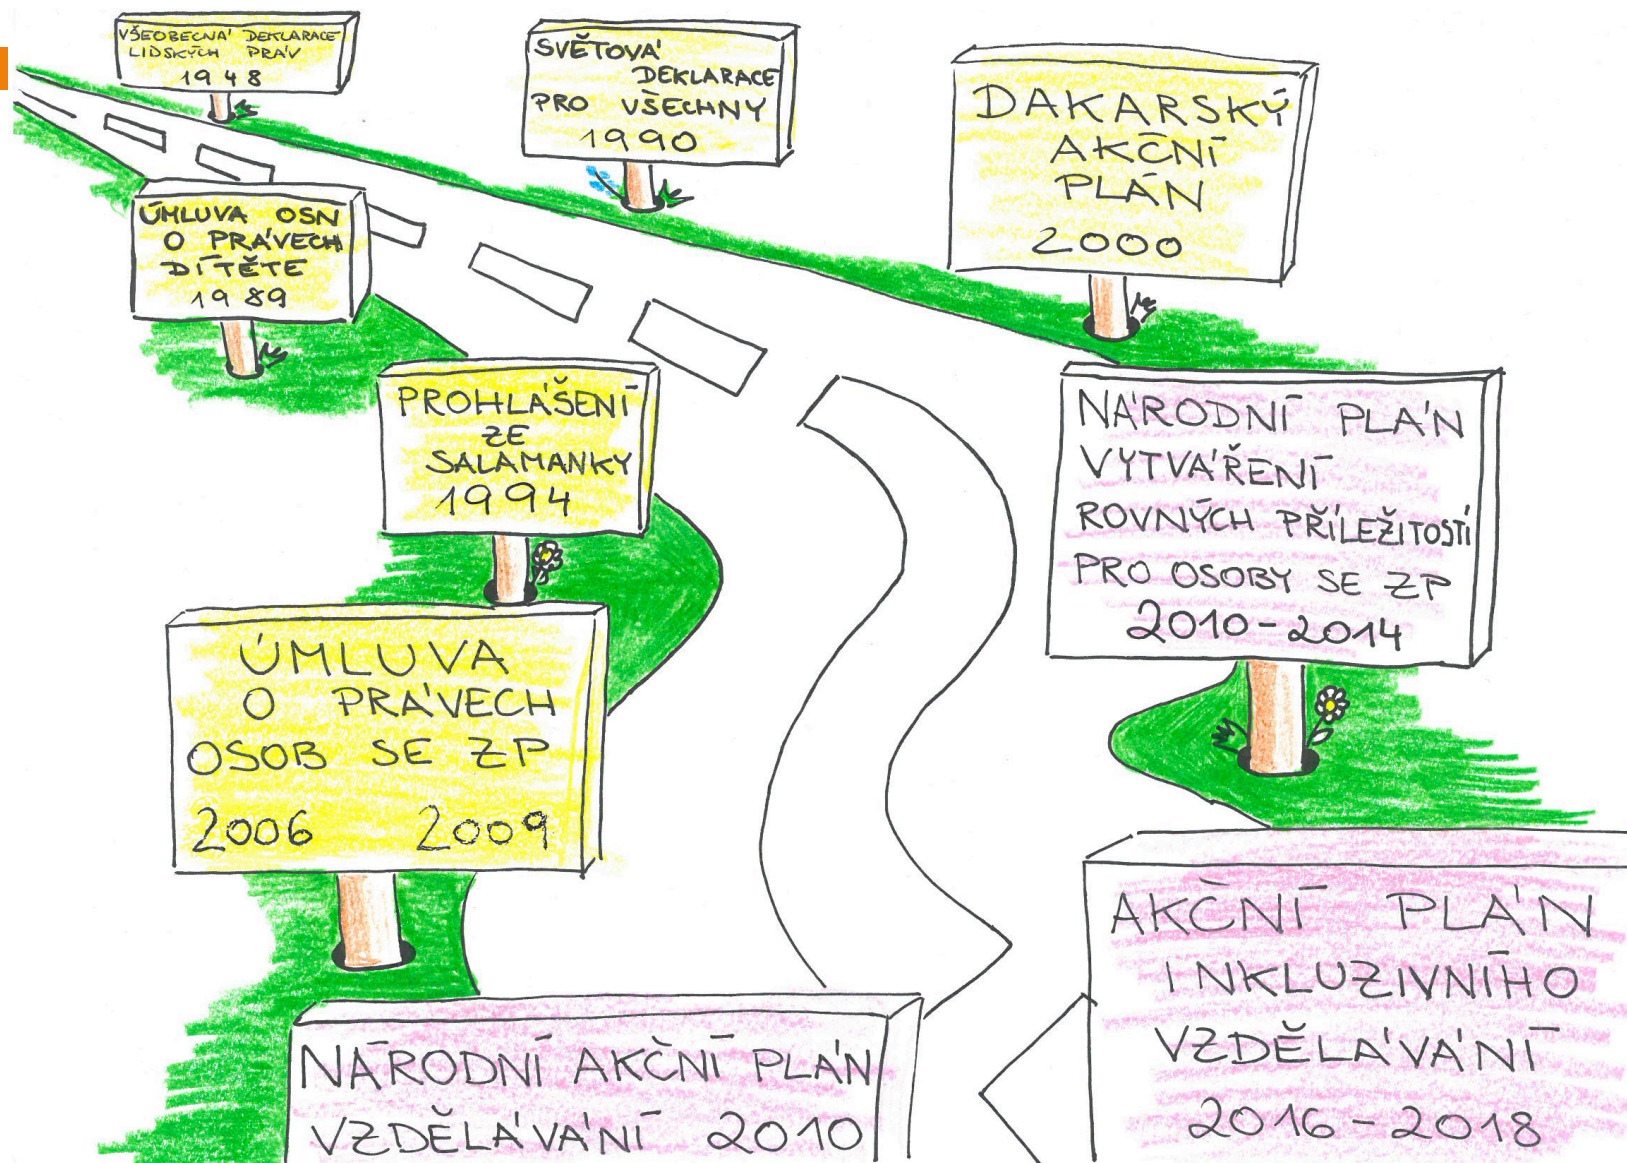 VŠEOBECNÁ DEKLARACE
LIDSKÝCH PRÁV
1948
ÚMLUVA OSN
O PRÁVECH
DÍTĚTE
1989
SVĚTOVÁ
DEKLARACE
PRO VŠECHNY
1990
PROHLÁŠENÍ
ZE
SALAMANKY
1994
DAKARSKÝ
AKČNÍ
PLÁN
2000
ÚMLUVA
O PRÁVECH
OSOB SE ZP
2006 2009
NÁRODNÍ PLÁN
VYTVÁŘENÍ
ROVNÝCH PŘÍLEŽITOSTÍ
PRO OSOBY SE ZP
2010-2014
NÁRODNÍ AKČNÍ PLÁN
VZDĚLÁVÁNÍ 2010
AKČNÍ PLÁN
INKLUZIVNÍHO
VZDĚLÁVÁNÍ
2016-2018